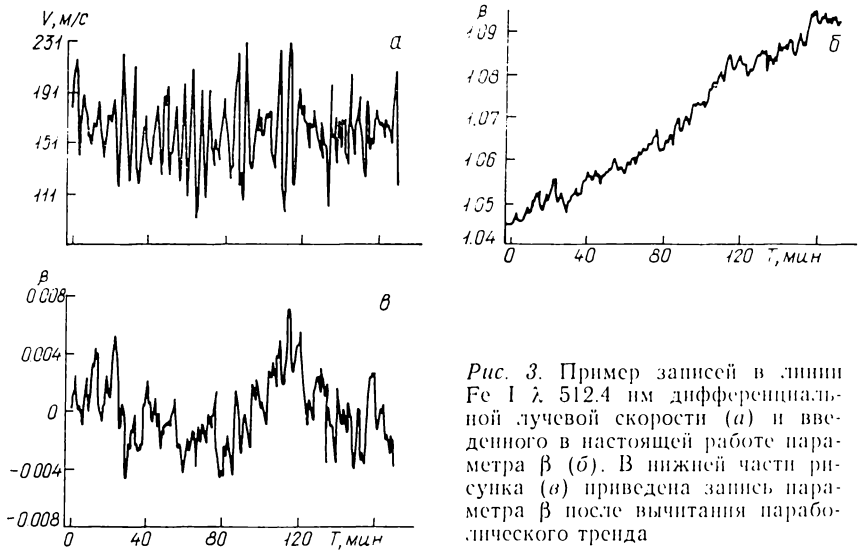 V, м/с
а
231
191
151
111
β
б
1.09
1.08
1.07
1.06
1.05
1.04
0 40 80 120 T, мин
β
в
0.008
0.004
0
-0.004
-0.008
0 40 80 120 T, мин
Рис. 3. Пример записей в линии
Fe I λ 512.4 нм дифференциаль-
ной лучевой скорости (а) и вве-
денного в настоящей работе пара-
метра β (б). В нижней части ри-
сунка (в) приведена запись пара-
метра β после вычитания парабо-
лического тренда